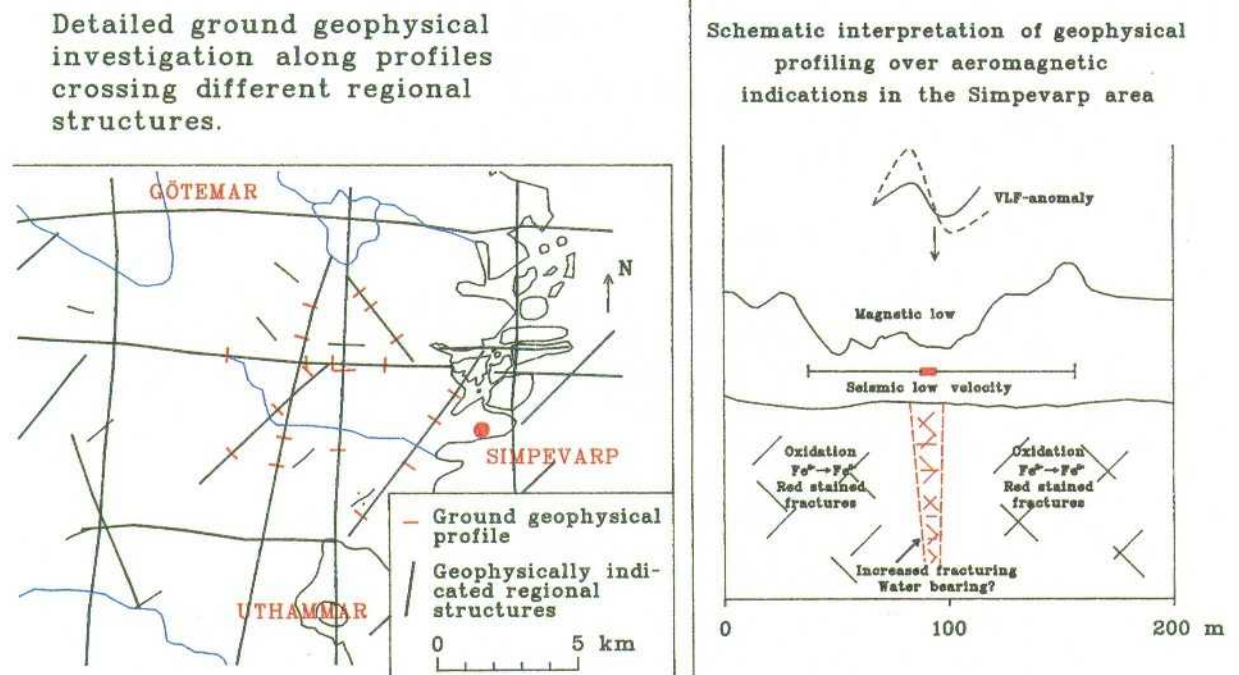 Detailed ground geophysical
investigation along profiles
crossing different regional
structures.
GÖTEMAR
N
SIMPEVARP
UTHAMMAR
Ground geophysical
profile
Geophysically indi-
cated regional
structures
0 5 km
Schematic interpretation of geophysical
profiling over aeromagnetic
indications in the Simpevarp area
VLF-anomaly
Magnetic low
Seismic low velocity
Oxidation
Red stained
fractures
Oxidation
Red stained
fractures
Increased fracturing
Water bearing?
0 100 200 m